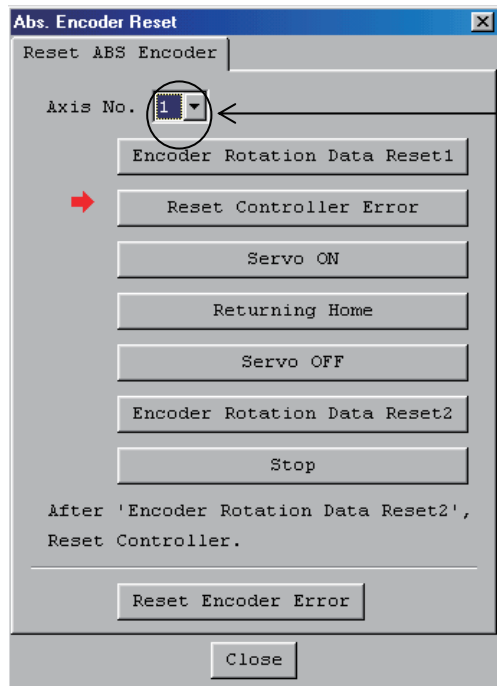 Abs. Encoder Reset
Reset ABS Encoder
Axis No. 1
Encoder Rotation Data Reset1
Reset Controller Error
Servo ON
Returning Home
Servo OFF
Encoder Rotation Data Reset2
Stop
After 'Encoder Rotation Data Reset2',
Reset Controller.
Reset Encoder Error
Close